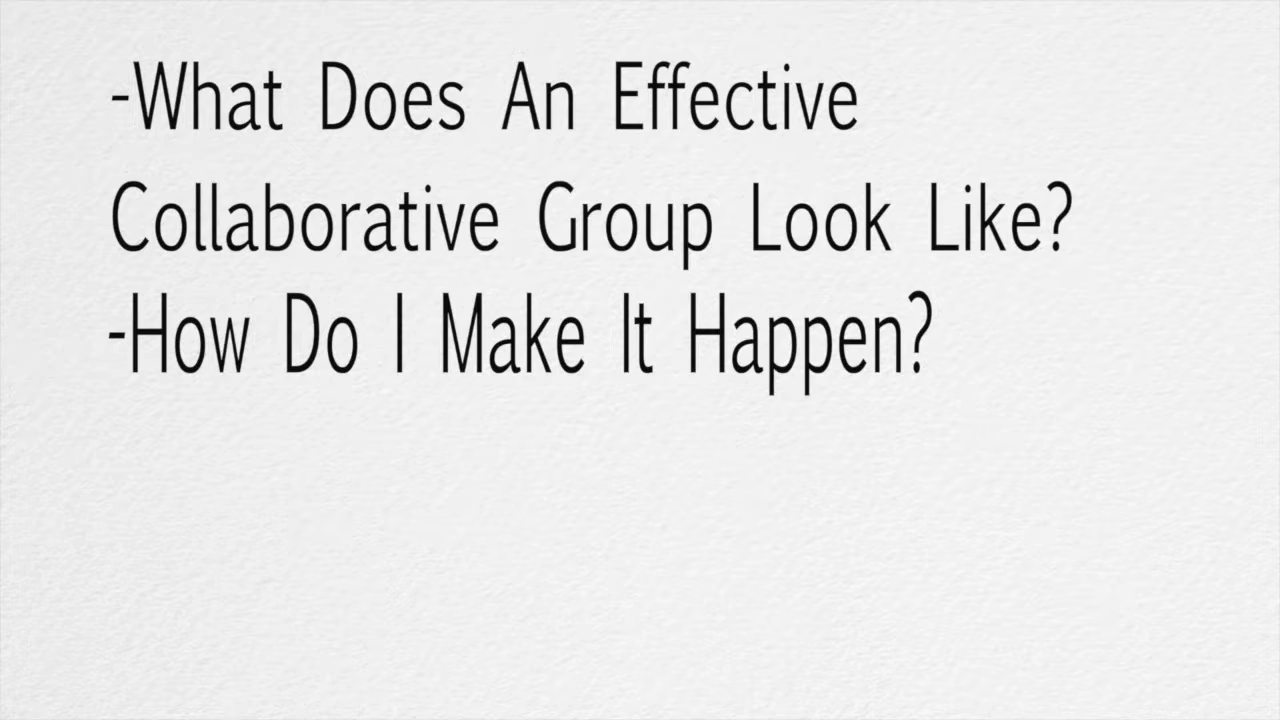 -What Does An Effective
Collaborative Group Look Like?
-How Do I Make It Happen?